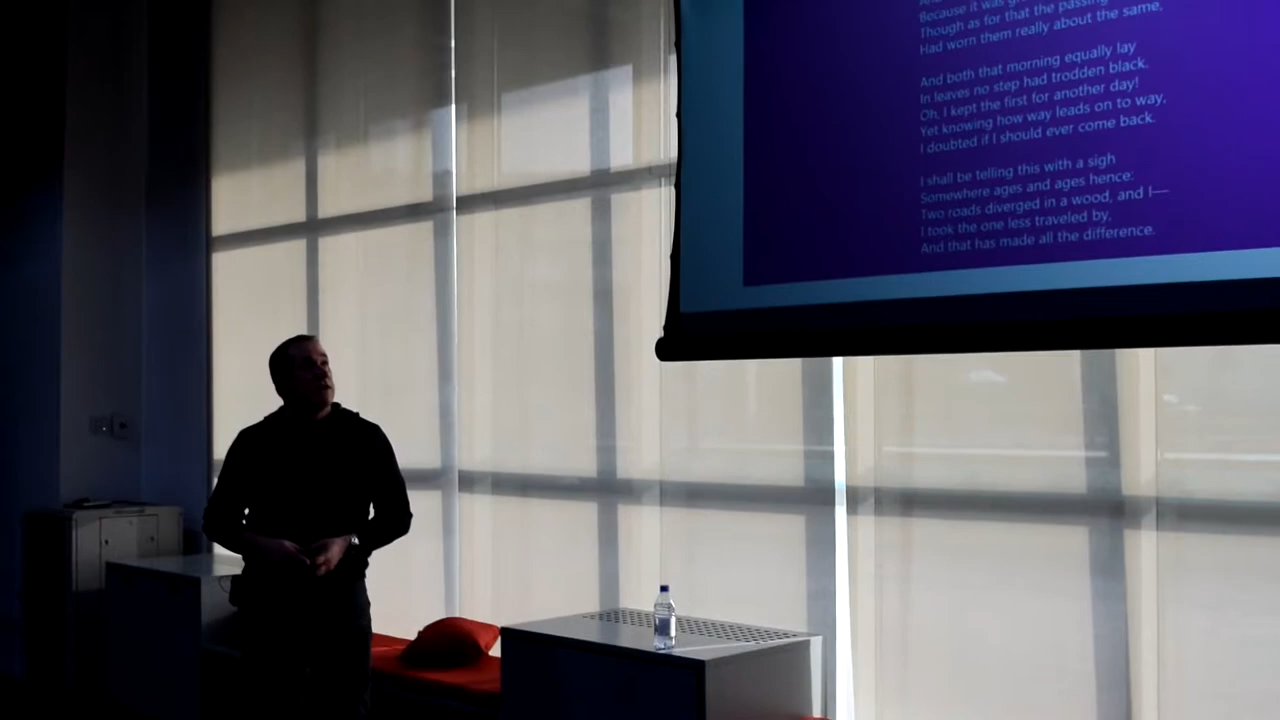 Because it was
Though as for that the passing
Had worn them really about the same,
And both that morning equally lay
In leaves no step had trodden black.
Oh, I kept the first for another day!
Yet knowing how way leads on to way,
I doubted if I should ever come back.
I shall be telling this with a sigh
Somewhere ages and ages hence:
Two roads diverged in a wood, and I—
I took the one less traveled by,
And that has made all the difference.